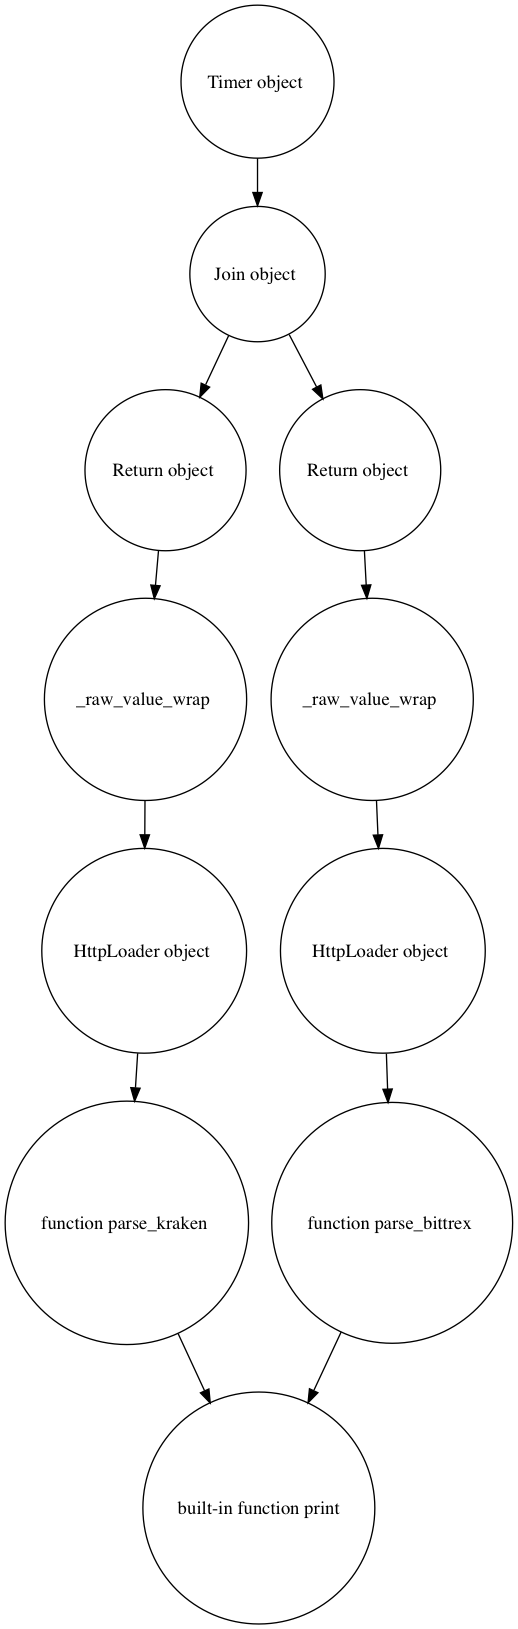 Timer object
Join object
Return object
Return object
_raw_value_wrap
_raw_value_wrap
HttpLoader object
HttpLoader object
function parse_kraken
function parse_bittrex
built-in function print